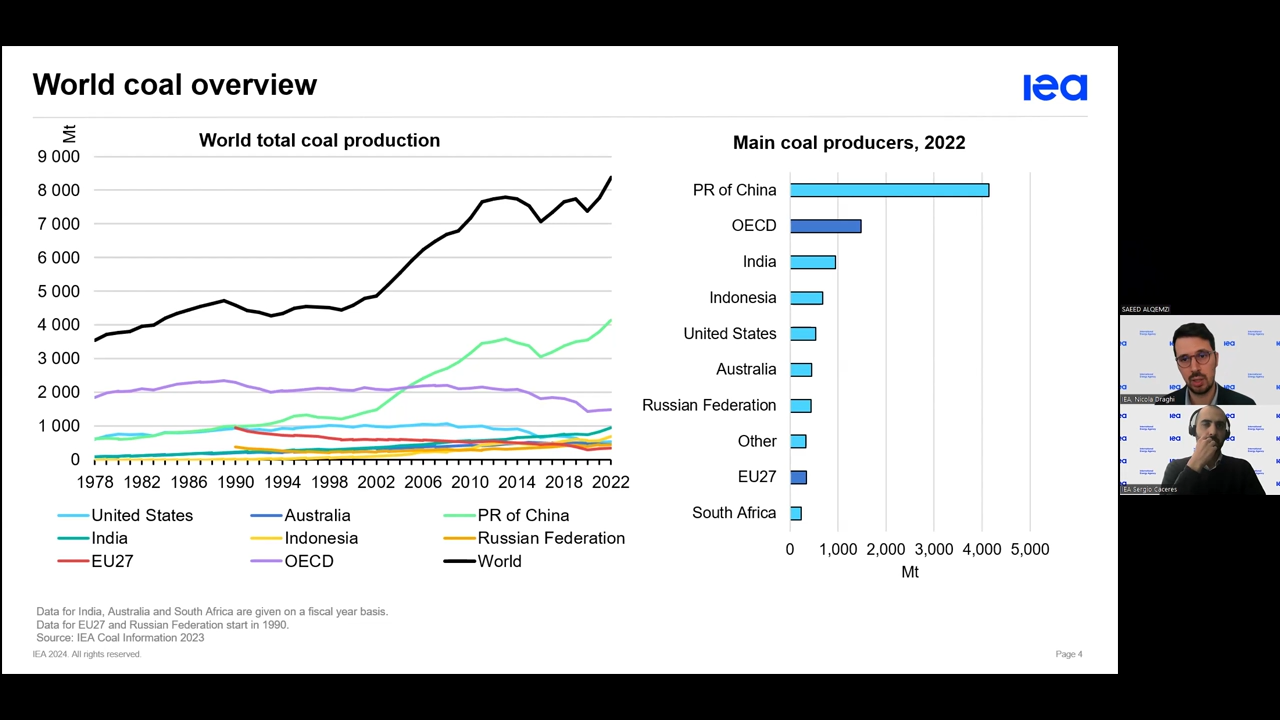 World coal overview
iea
Mt
World total coal production
9 000
8 000
7 000
6 000
5 000
4 000
3 000
2 000
1 000
0
1978 1982 1986 1990 1994 1998 2002 2006 2010 2014 2018 2022
United States Australia PR of China
India Indonesia Russian Federation
EU27 OECD World
Main coal producers, 2022
PR of China
OECD
India
Indonesia
United States
Australia
Russian Federation
Other
EU27
South Africa
0 1,000 2,000 3,000 4,000 5,000
Mt
Data for India, Australia and South Africa are given on a fiscal year basis.
Data for EU27 and Russian Federation start in 1990.
Source: IEA Coal Information 2023
IEA 2024. All rights reserved.
Page 4
SAEED ALQEMZI
IEA. Nicola Draghi
iea
IEA Sergio Caceres